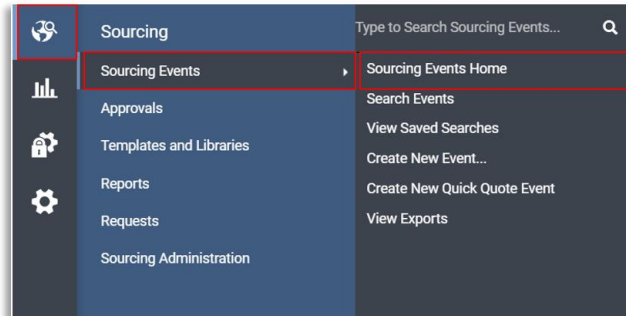 Sourcing
Sourcing Events
Approvals
Templates and Libraries
Reports
Requests
Sourcing Administration
Type to Search Sourcing Events...
Sourcing Events Home
Search Events
View Saved Searches
Create New Event...
Create New Quick Quote Event
View Exports